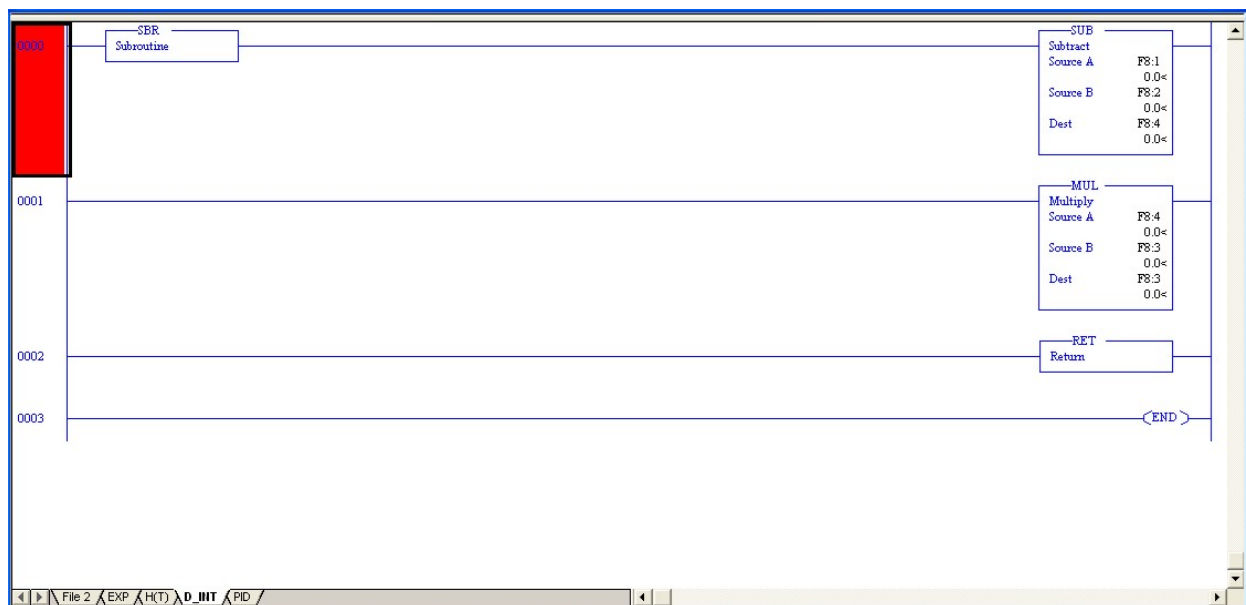 0000
SBR
Subroutine
SUB
Subtract
Source A F8:1
0.0<
Source B F8:2
0.0<
Dest F8:4
0.0<
0001
MUL
Multiply
Source A F8:4
0.0<
Source B F8:3
0.0<
Dest F8:3
0.0<
0002
RET
Return
0003
END
File 2 EXP H(T) D_INT PID